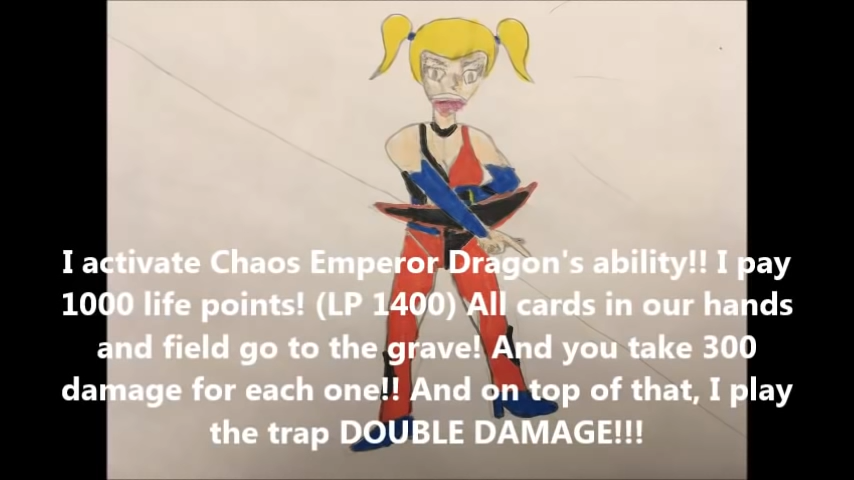 I activate Chaos Emperor Dragon's ability!! I pay
1000 life points! (LP 1400) All cards in our hands
and field go to the grave! And you take 300
damage for each one!! And on top of that, I play
the trap DOUBLE DAMAGE!!!